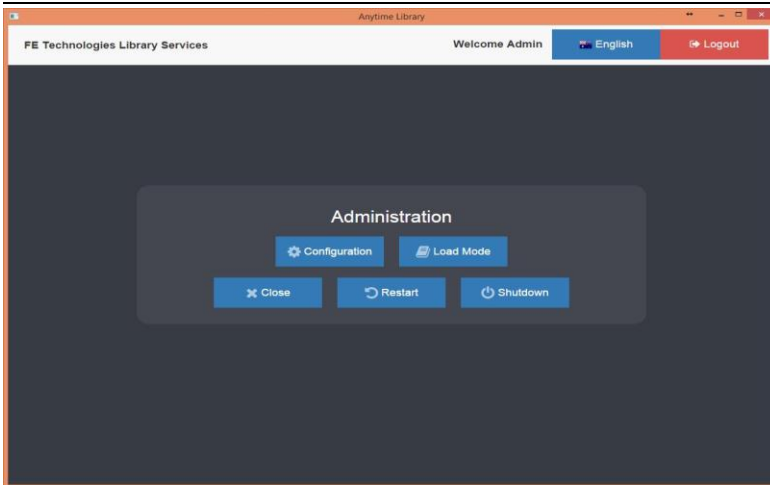 Anytime Library
FE Technologies Library Services Welcome Admin English Logout
Administration
Configuration Load Mode
Close Restart Shutdown